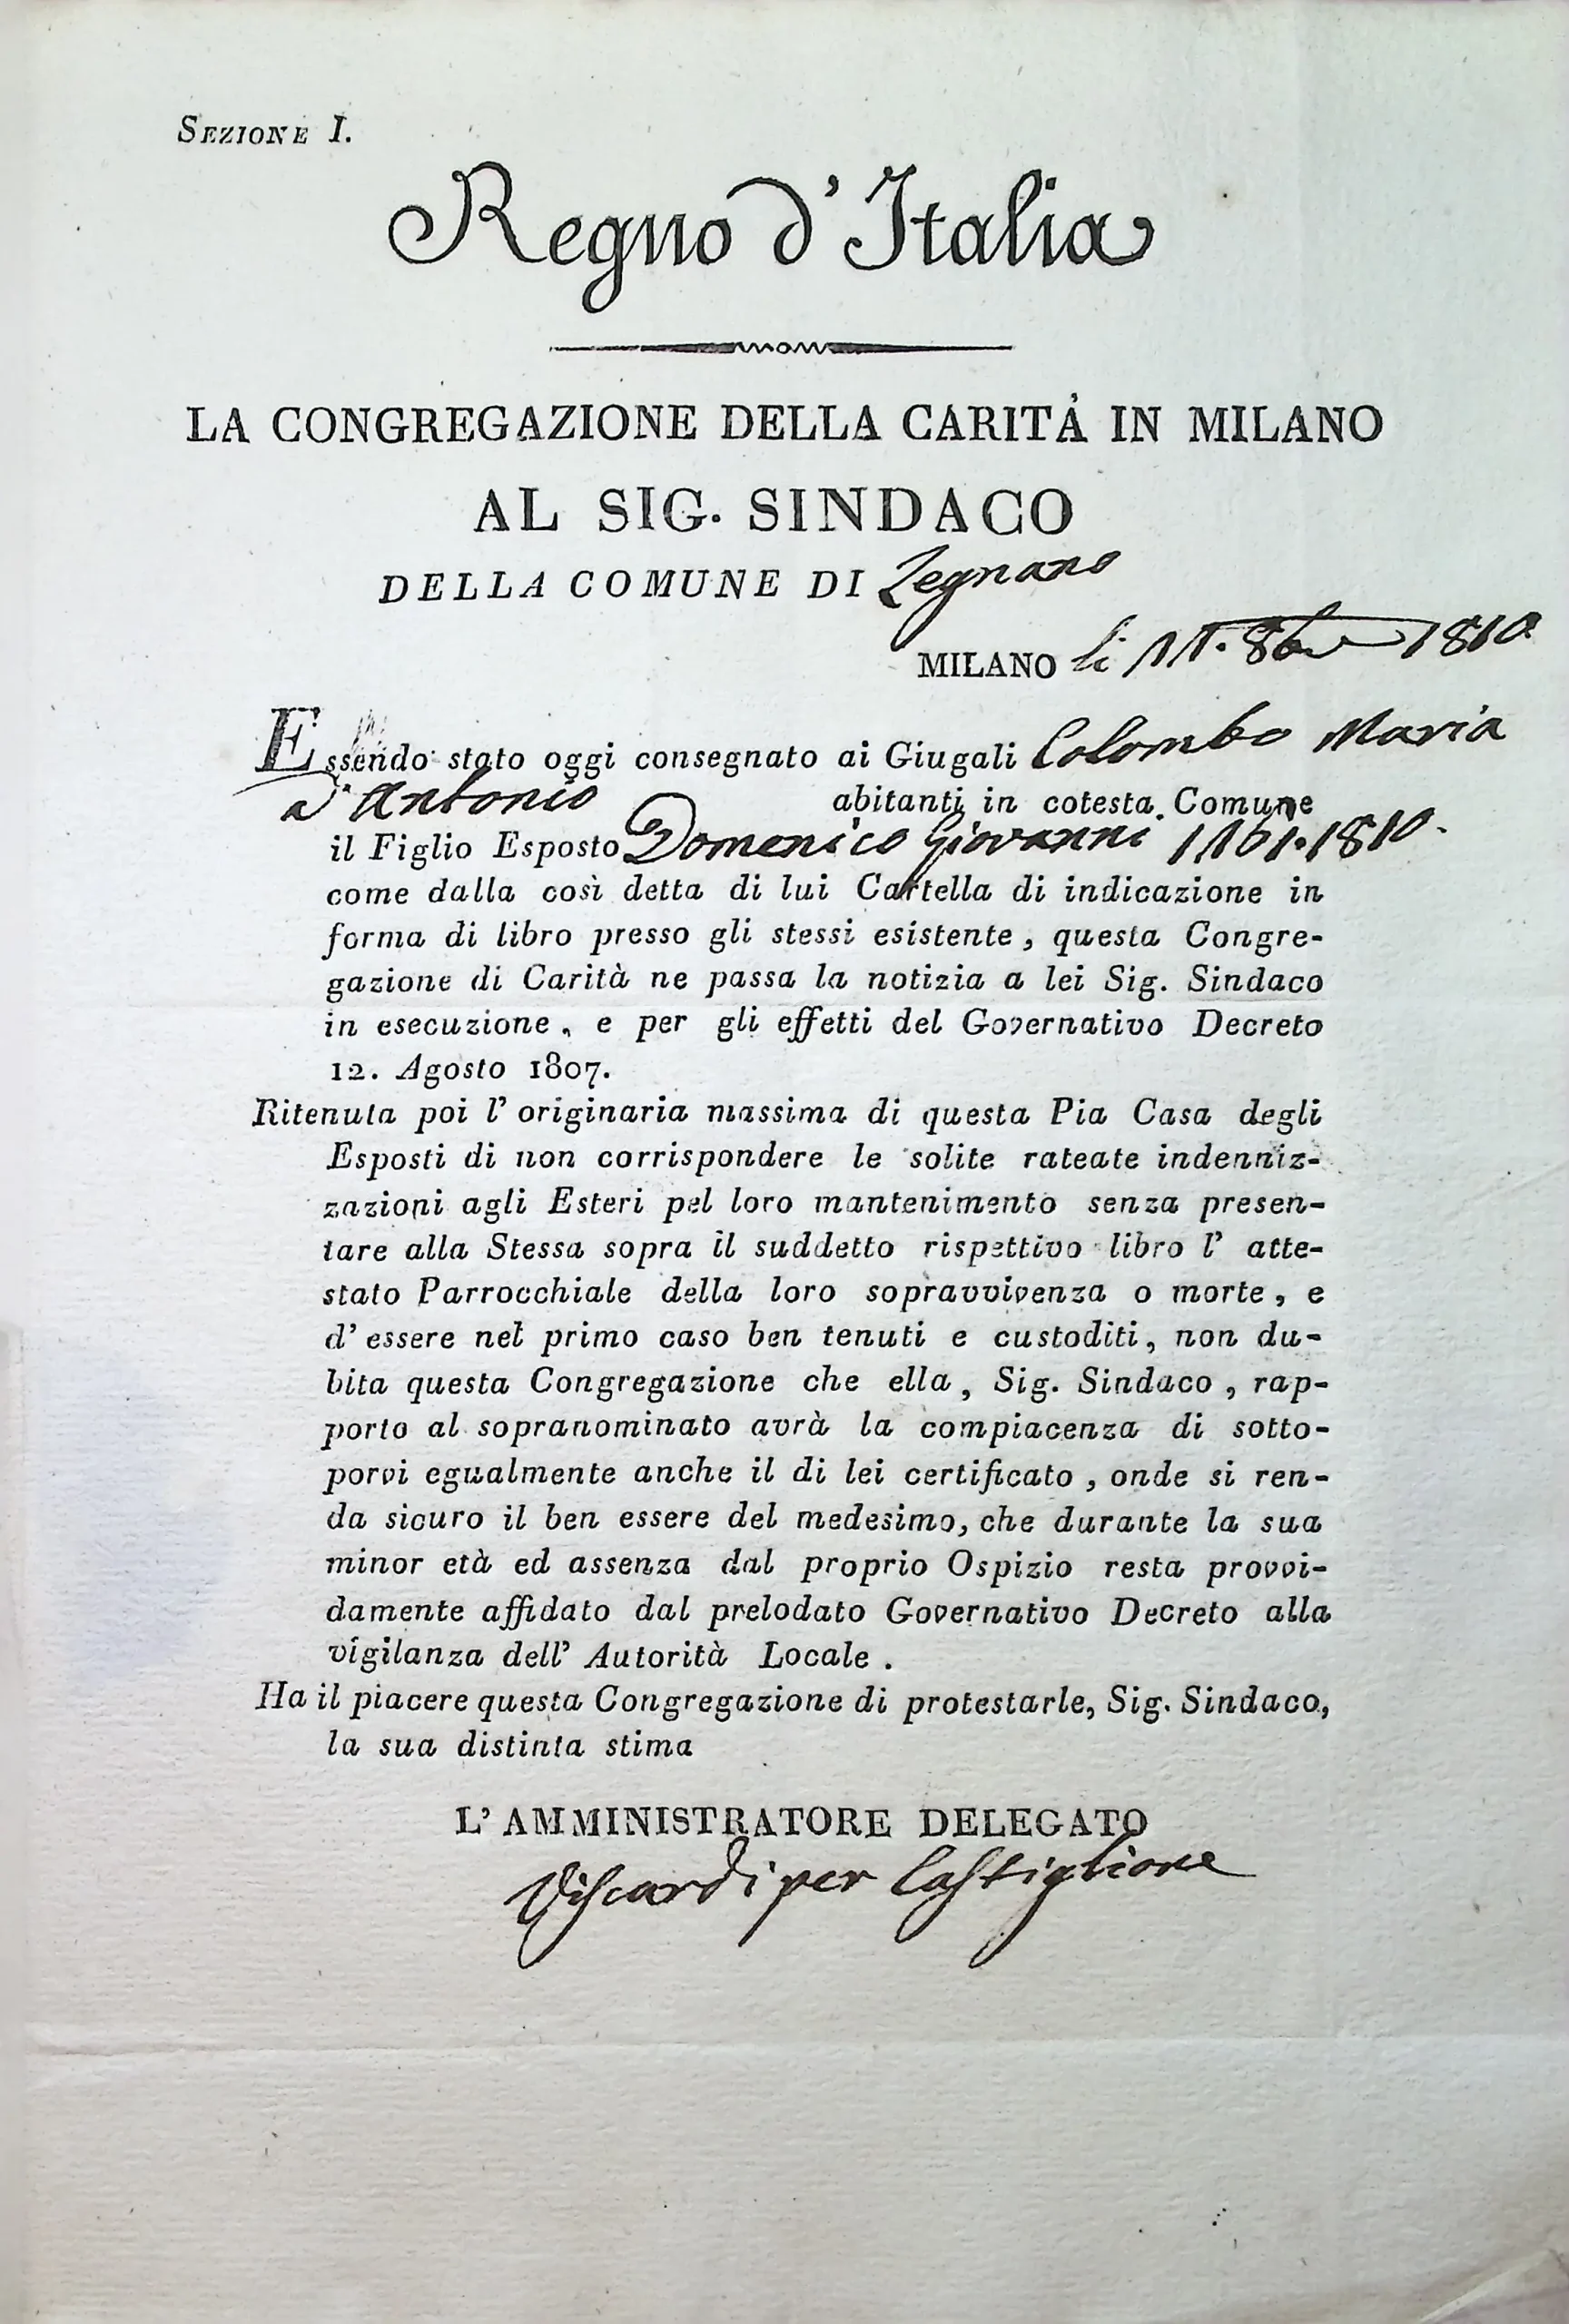 SEZIONE I.
Regno d'Italia
LA CONGREGAZIONE DELLA CARITÀ IN MILANO
AL SIG. SINDACO
DELLA COMUNE DI Legnano
MILANO li 11. 8bre 1810
Essendo stato oggi consegnato ai Giugali Colombo Maria
d'Antonio abitanti in cotesta Comune
il Figlio Esposto Domenico Giovanni 1101.1810.
come dalla così detta di lui Cartella di indicazione in
forma di libro presso gli stessi esistente, questa Congre-
gazione di Carità ne passa la notizia a lei Sig. Sindaco
in esecuzione, e per gli effetti del Governativo Decreto
12. Agosto 1807.
Ritenuta poi l' originaria massima di questa Pia Casa degli
Esposti di non corrispondere le solite rateate indenniz-
zazioni agli Esteri pel loro mantenimento senza presen-
tare alla Stessa sopra il suddetto rispettivo libro l' atte-
stato Parrocchiale della loro sopravvivenza o morte, e
d' essere nel primo caso ben tenuti e custoditi, non du-
bita questa Congregazione che ella, Sig. Sindaco, rap-
porto al sopranominato avrà la compiacenza di sotto-
porvi egualmente anche il di lei certificato, onde si ren-
da sicuro il ben essere del medesimo, che durante la sua
minor età ed assenza dal proprio Ospizio resta provvi-
damente affidato dal prelodato Governativo Decreto alla
vigilanza dell' Autorità Locale.
Ha il piacere questa Congregazione di protestarle, Sig. Sindaco,
la sua distinta stima
L' AMMINISTRATORE DELEGATO
Viscardi per Castiglione